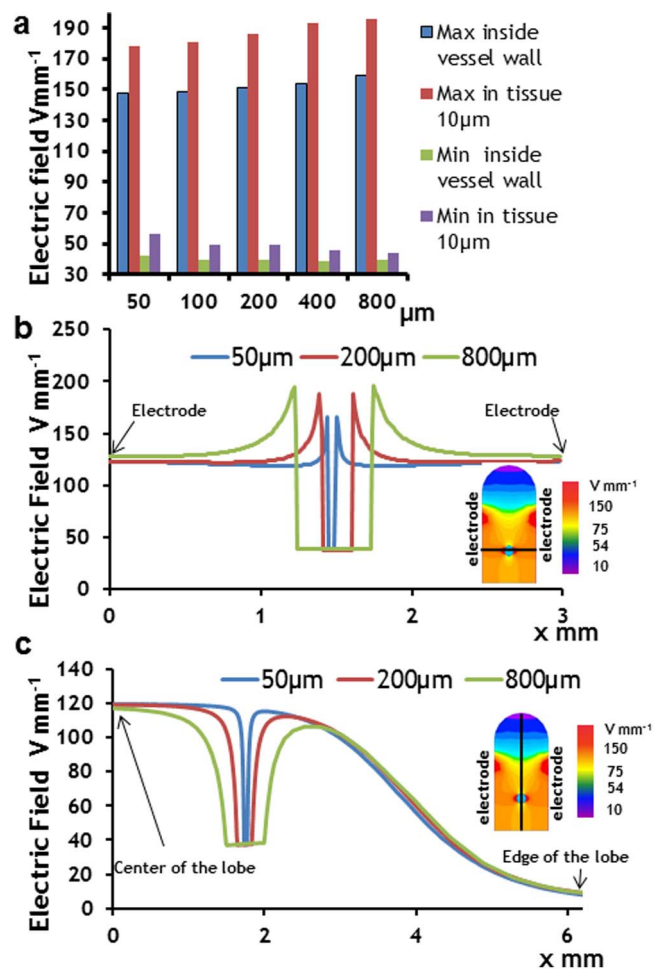 a
Electric field Vmm-1
190
170
150
130
110
90
70
50
30
50 100 200 400 800 µm
Max inside
vessel wall
Max in tissue
10µm
Min inside
vessel wall
Min in tissue
10µm
b
Electric Field V mm-1
250
200
150
100
50
0
50µm 200µm 800µm
Electrode
Electrode
electrode
electrode
V mm-1
150
75
54
10
0 1 2 3
x mm
c
Electric Field V mm-1
140
120
100
80
60
40
20
0
50µm 200µm 800µm
Center of the lobe
Edge of the lobe
electrode
electrode
V mm-1
150
75
54
10
0 2 4 6
x mm